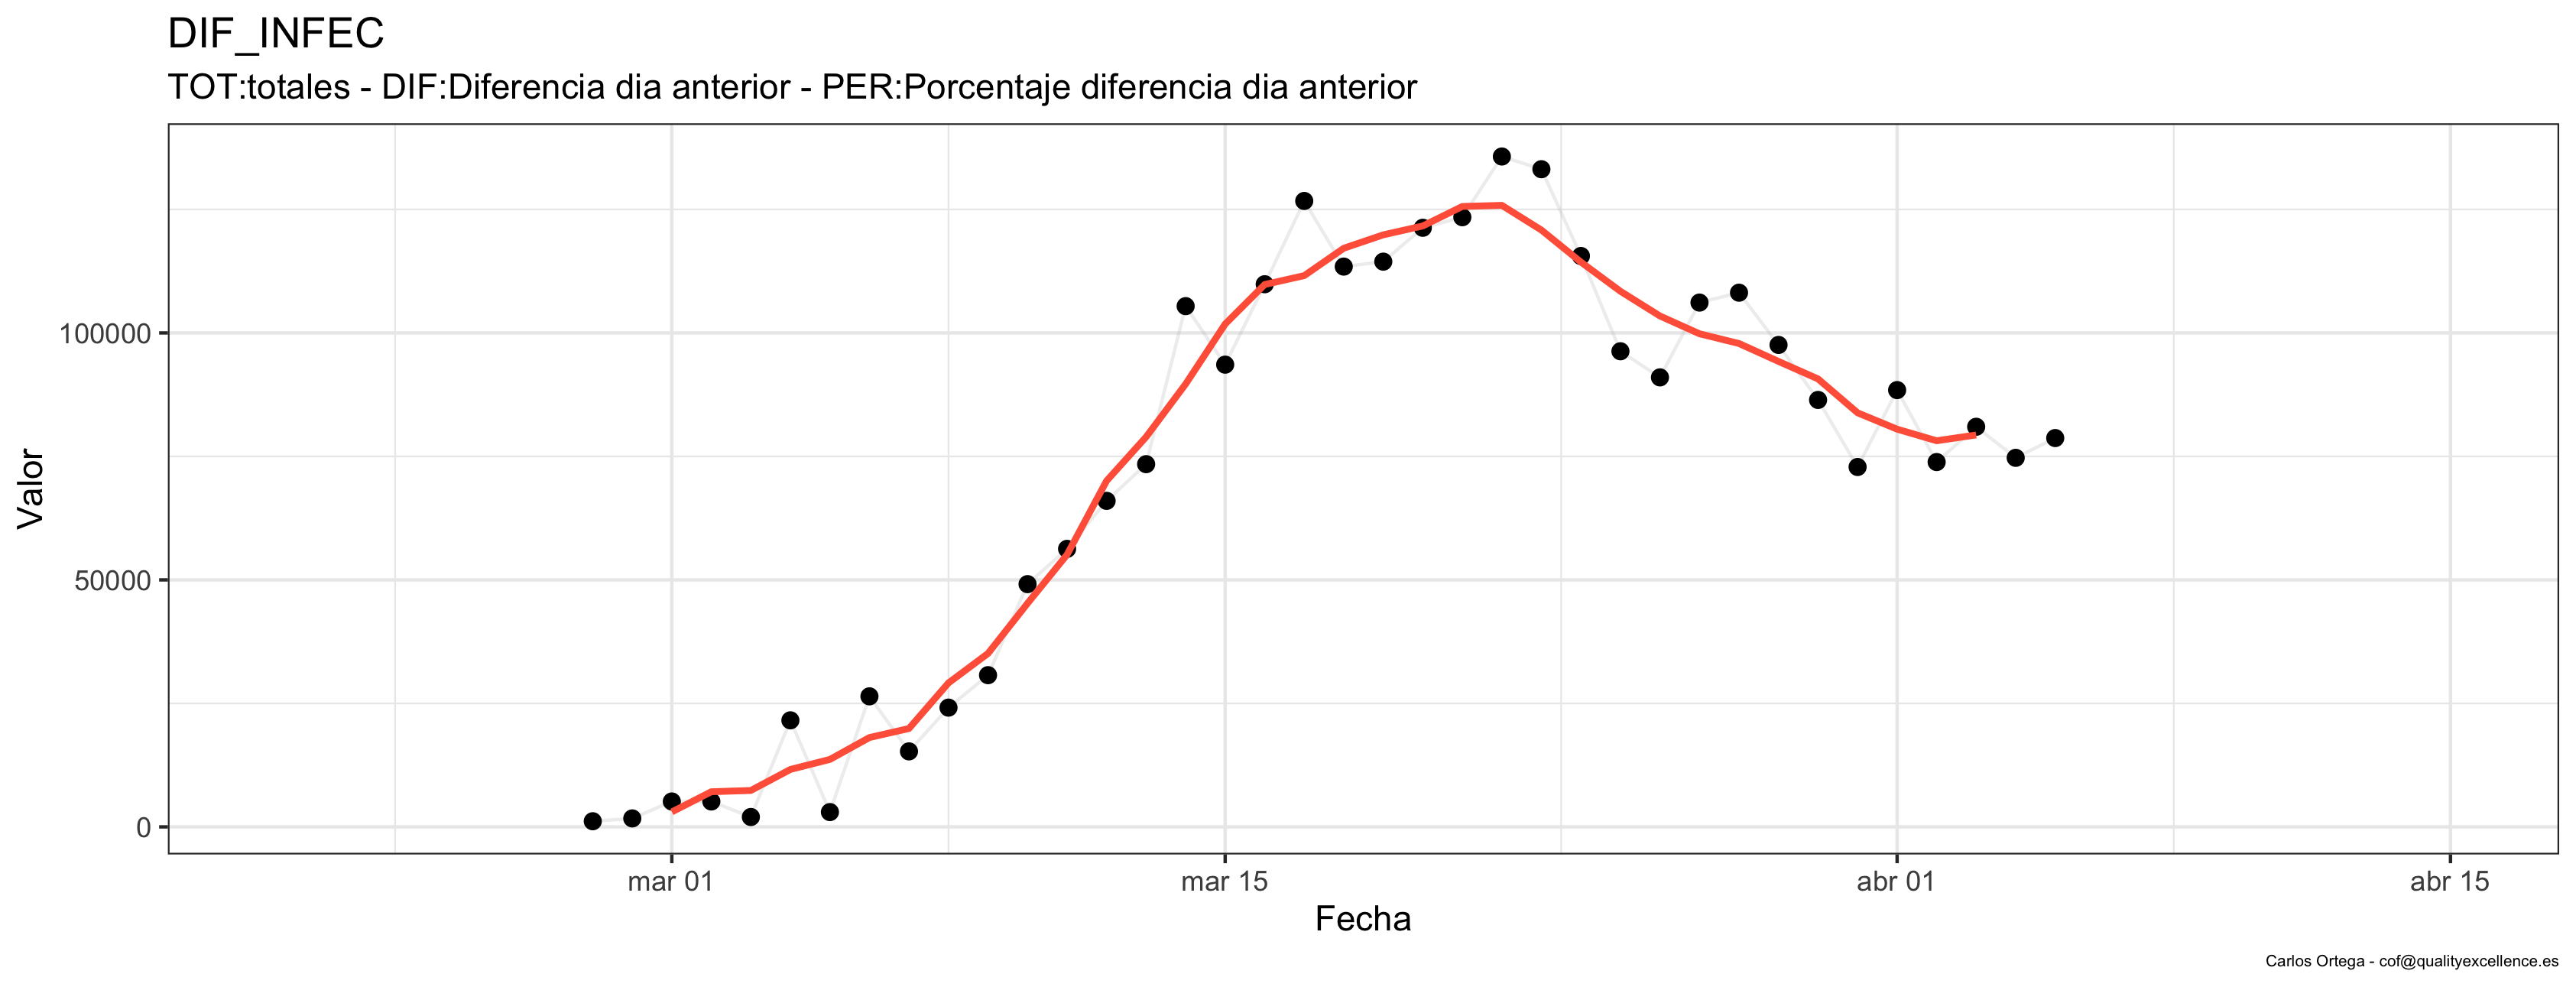 DIF_INFEC
TOT:totales - DIF:Diferencia dia anterior - PER:Porcentaje diferencia dia anterior
Valor
100000
50000
0
mar 01
mar 15
abr 01
abr 15
Fecha
Carlos Ortega - cof@qualityexcellence.es